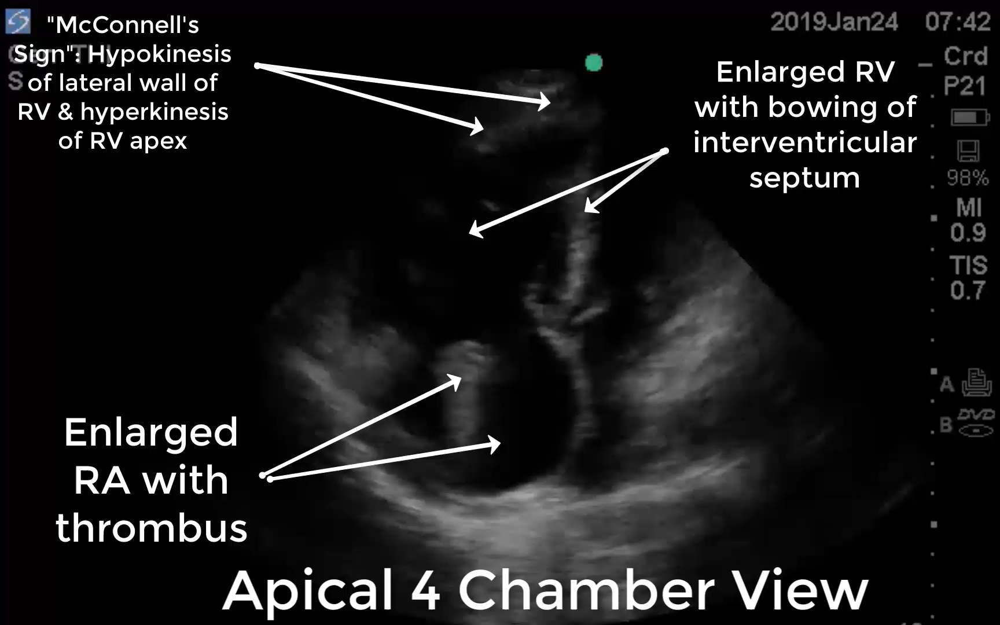 "McConnell's
Sign": Hypokinesis
of lateral wall of
RV & hyperkinesis
of RV apex
S
2019Jan24 07:42
Crd
P21
98%
MI
0.9
TIS
0.7
A
B DVD
Enlarged RV
with bowing of
interventricular
septum
Enlarged
RA with
thrombus
Apical 4 Chamber View